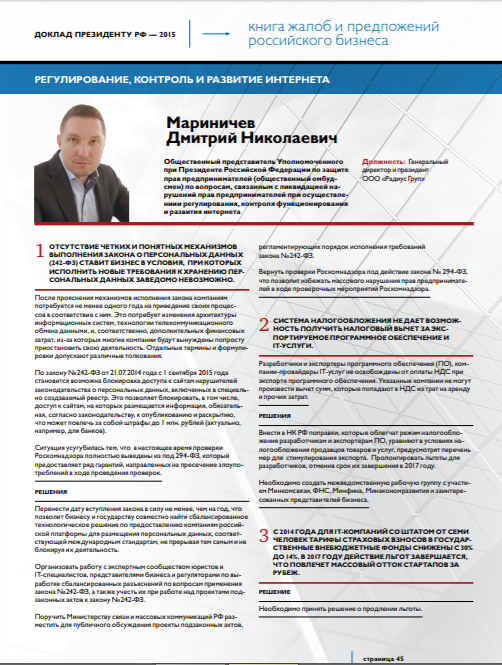 ДОКЛАД ПРЕЗИДЕНТУ РФ — 2015
книга жалоб и предложений
российского бизнеса
РЕГУЛИРОВАНИЕ, КОНТРОЛЬ И РАЗВИТИЕ ИНТЕРНЕТА
Мариничев
Дмитрий Николаевич
Общественный представитель Уполномоченного
при Президенте Российской Федерации по защите
прав предпринимателей (общественный омбуд-
смен) по вопросам, связанным с ликвидацией на-
рушений прав предпринимателей при осуществле-
нии регулирования, контроля функционирования
и развития интернета
Должность: Генеральный
директор и президент
ООО «Радиус Груп»
1 ОТСУТСТВИЕ ЧЕТКИХ И ПОНЯТНЫХ МЕХАНИЗМОВ
ВЫПОЛНЕНИЯ ЗАКОНА О ПЕРСОНАЛЬНЫХ ДАННЫХ
(242-ФЗ) СТАВИТ БИЗНЕС В УСЛОВИЯ, ПРИ КОТОРЫХ
ИСПОЛНИТЬ НОВЫЕ ТРЕБОВАНИЯ К ХРАНЕНИЮ ПЕР-
СОНАЛЬНЫХ ДАННЫХ ЗАВЕДОМО НЕВОЗМОЖНО.
После прояснения механизмов исполнения закона компаниям
потребуется не менее одного года на приведение своих процес-
сов в соответствие с ним. Это потребует изменения архитектуры
информационных систем, технологии телекоммуникационного
обмена данными, и, соответственно, дополнительных финансовых
затрат, из-за которых многие компании будут вынуждены попросту
приостановить свою деятельность. Отдельные термины и формули-
ровки допускают различные толкования.
По закону №242-ФЗ от 21.07.2014 года с 1 сентября 2015 года
становится возможна блокировка доступа к сайтам нарушителей
законодательства о персональных данных, включенных в специаль-
но создаваемый реестр. Это позволяет блокировать, в том числе,
доступ к сайтам, на которых размещается информация, обязатель-
ная, согласно законодательству, к опубликованию и раскрытию,
что может повлечь за собой штрафы до 1 млн. рублей (актуально,
например, для банков).
Ситуация усугубилась тем, что в настоящее время проверки
Роскомнадзора полностью выведены из под 294-ФЗ, который
предоставляет ряд гарантий, направленных на пресечение злоупо-
треблений в ходе проведения проверок.
РЕШЕНИЯ
Перенести дату вступления закона в силу не менее, чем на год, что
позволит бизнесу и государству совместно найти сбалансированное
технологическое решение по предоставлению компаниям россий-
ской платформы для размещения персональных данных, соответ-
ствующей международным стандартам, не прерывая тем самым и не
блокируя их деятельность.
Организовать работу с экспертным сообществом юристов и
IT-специалистов, представителями бизнеса и регуляторами по вы-
работке сбалансированных разъяснений по вопросам применения
закона №242-ФЗ, а также учесть их при работе над проектами под-
законных актов к закону №242-ФЗ.
Поручить Министерству связи и массовых коммуникаций РФ раз-
местить для публичного обсуждения проекты подзаконных актов,
регламентирующих порядок исполнения требований
закона №242-ФЗ.
Вернуть проверки Роскомнадзора под действие закона № 294-ФЗ,
что позволит избежать массового нарушения прав предпринимате-
лей в ходе проверочных мероприятий Роскомнадзора.
2 СИСТЕМА НАЛОГООБЛОЖЕНИЯ НЕ ДАЕТ ВОЗМОЖ-
НОСТЬ ПОЛУЧИТЬ НАЛОГОВЫЙ ВЫЧЕТ ЗА ЭКС-
ПОРТИРУЕМОЕ ПРОГРАММНОЕ ОБЕСПЕЧЕНИЕ И
IT-УСЛУГИ.
Разработчики и экспортеры программного обеспечения (ПО), ком-
пании-провайдеры IT-услуг не освобождены от оплаты НДС при
экспорте программного обеспечения. Указанные компании не могут
произвести вычет сумм, которые попадают в НДС из трат на аренду
и прочих затрат.
РЕШЕНИЯ
Внести в НК РФ поправки, которые облегчат режим налогообло-
жения разработчикам и экспортерам ПО, уравняют в условиях на-
логообложения продавцов товаров и услуг, предусмотрят перечень
мер для стимулирования экспорта. Пролонгировать льготы для
разработчиков, отменив срок их завершения в 2017 году.
Необходимо создать межведомственную рабочую группу с участи-
ем Минкомсвязи, ФНС, Минфина, Минэкономразвития и заинтере-
сованных представителей бизнеса.
3 С 2014 ГОДА ДЛЯ IT-КОМПАНИЙ СО ШТАТОМ ОТ СЕМИ
ЧЕЛОВЕК ТАРИФЫ СТРАХОВЫХ ВЗНОСОВ В ГОСУДАР-
СТВЕННЫЕ ВНЕБЮДЖЕТНЫЕ ФОНДЫ СНИЖЕНЫ С 30%
ДО 14%. В 2017 ГОДУ ДЕЙСТВИЕ ЛЬГОТ ЗАВЕРШАЕТСЯ,
ЧТО ПОВЛЕЧЕТ МАССОВЫЙ ОТТОК СТАРТАПОВ ЗА
РУБЕЖ.
РЕШЕНИЕ
Необходимо принять решение о продлении льготы.
страница 45